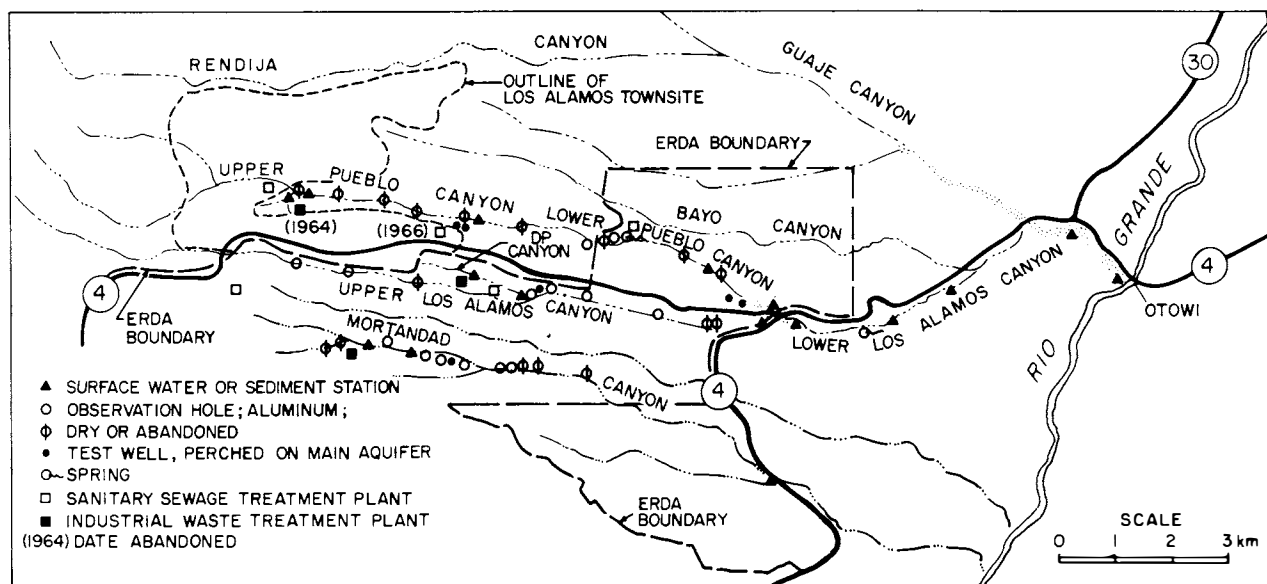 RENDIJA
CANYON
GUAJE CANYON
30
OUTLINE OF
LOS ALAMOS TOWNSITE
ERDA BOUNDARY
UPPER PUEBLO CANYON
(1964)
(1966)
LOWER PUEBLO CANYON
BAYO CANYON
DP
CANYON
RIO GRANDE
4
4
4
OTOWI
ERDA
BOUNDARY
UPPER LOS ALAMOS CANYON
LOWER LOS ALAMOS CANYON
MORTANDAD CANYON
ERDA
BOUNDARY
SURFACE WATER OR SEDIMENT STATION
OBSERVATION HOLE; ALUMINUM;
DRY OR ABANDONED
TEST WELL, PERCHED ON MAIN AQUIFER
SPRING
SANITARY SEWAGE TREATMENT PLANT
INDUSTRIAL WASTE TREATMENT PLANT
(1964) DATE ABANDONED
SCALE
0 1 2 3 km